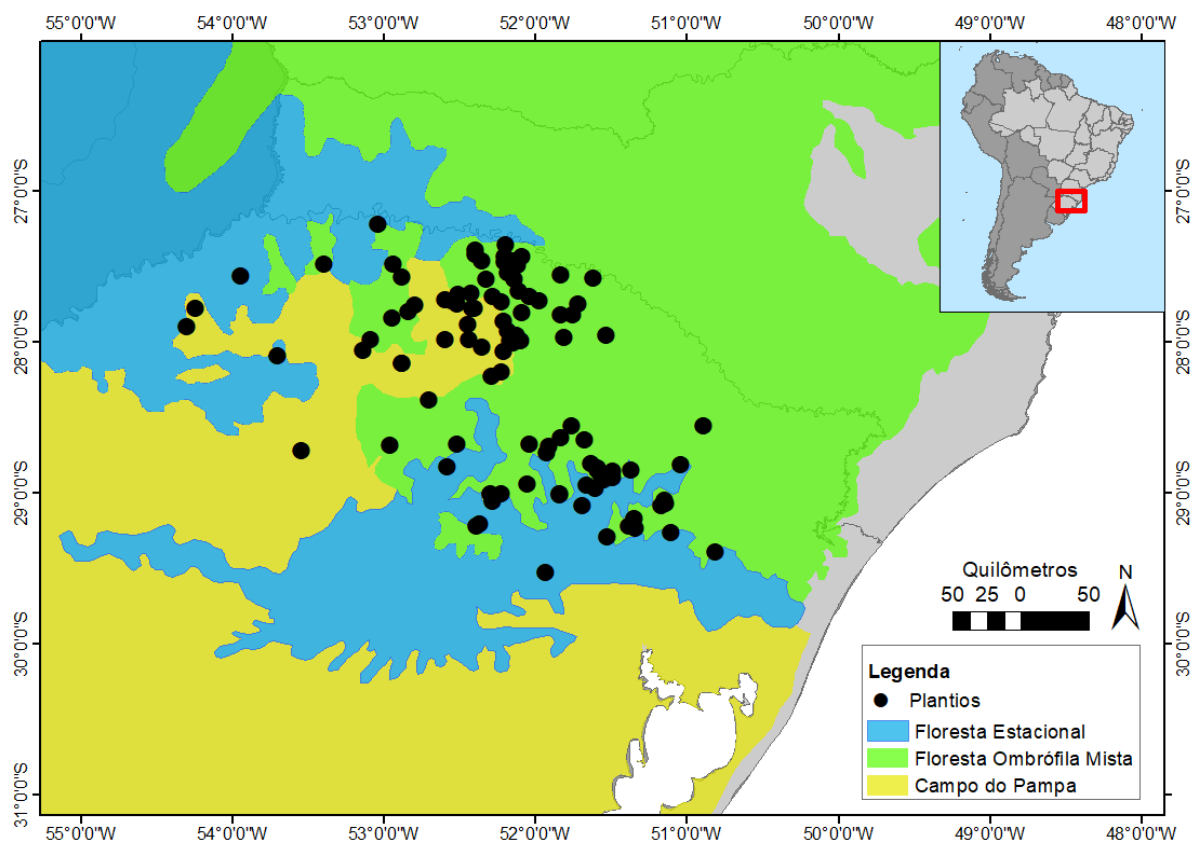 55°0'0"W 54°0'0"W 53°0'0"W 52°0'0"W 51°0'0"W 50°0'0"W 49°0'0"W 48°0'0"W
27°0'0"S 27°0'0"S
28°0'0"S 28°0'0"S
29°0'0"S 29°0'0"S
30°0'0"S 30°0'0"S
31°0'0"S
Quilômetros
50 25 0 50
N
Legenda
Plantios
Floresta Estacional
Floresta Ombrófila Mista
Campo do Pampa
55°0'0"W 54°0'0"W 53°0'0"W 52°0'0"W 51°0'0"W 50°0'0"W 49°0'0"W 48°0'0"W